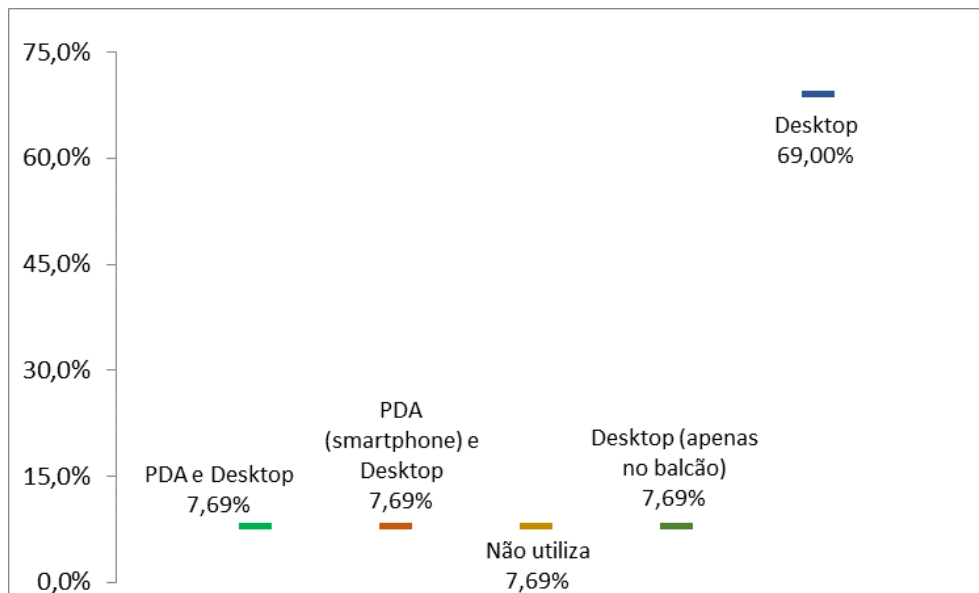 75,0%
60,0%
45,0%
30,0%
15,0%
0,0%
PDA e Desktop
7,69%
PDA
(smartphone) e
Desktop
7,69%
Não utiliza
7,69%
Desktop (apenas
no balcão)
7,69%
Desktop
69,00%